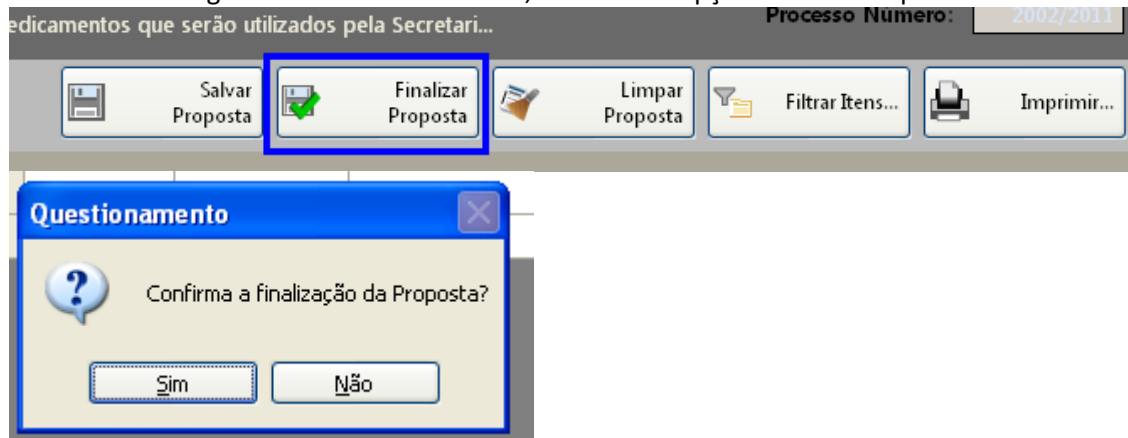 edicamentos que serão utilizados pela Secretari...
Processo Número: 2002/2011
Salvar
Proposta
Finalizar
Proposta
Limpar
Proposta
Filtrar Itens...
Imprimir...
Questionamento
Confirma a finalização da Proposta?
Sim
Não